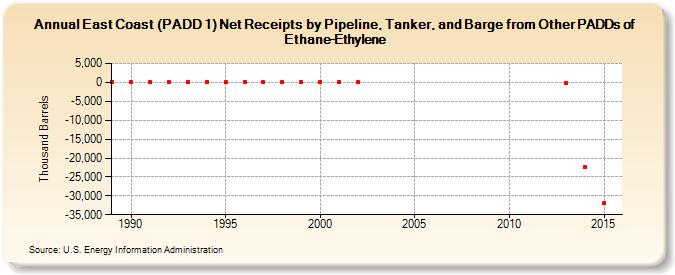 Annual East Coast (PADD 1) Net Receipts by Pipeline, Tanker, and Barge from Other PADDs of
Ethane-Ethylene
Thousand Barrels
5,000
0
-5,000
-10,000
-15,000
-20,000
-25,000
-30,000
-35,000
1990 1995 2000 2005 2010 2015
Source: U.S. Energy Information Administration